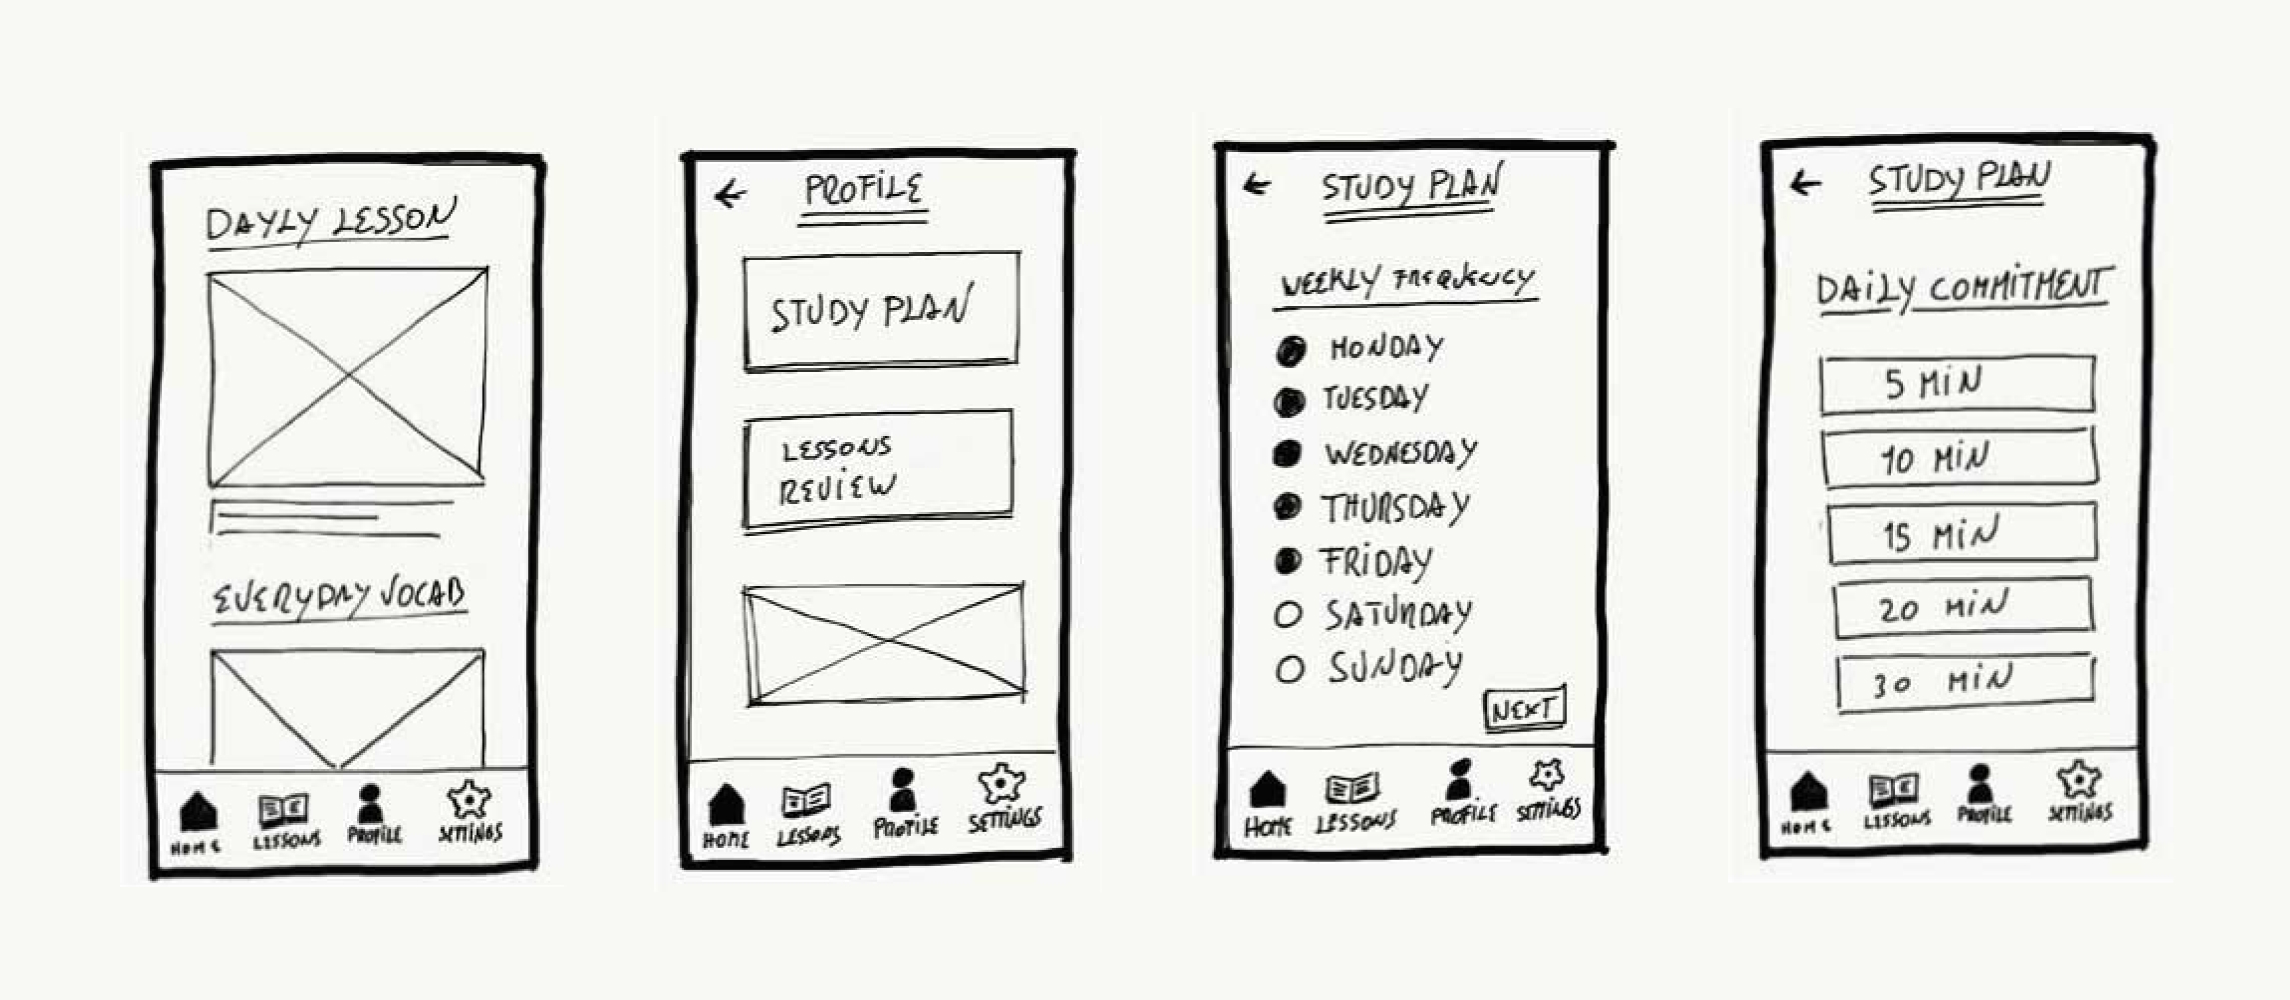 DAYLY LESSON
EVERYDAY VOCAB
HOME LESSONS PROFILE SETTINGS
PROFILE
STUDY PLAN
LESSONS
REVIEW
HOME LESSONS PROFILE SETTINGS
STUDY PLAN
WEEKLY FREQUENCY
MONDAY
TUESDAY
WEDNESDAY
THURSDAY
FRIDAY
SATURDAY
SUNDAY
NEXT
HOME LESSONS PROFILE SETTINGS
STUDY PLAN
DAILY COMMITMENT
5 MIN
10 MIN
15 MIN
20 MIN
30 MIN
HOME LESSONS PROFILE SETTINGS